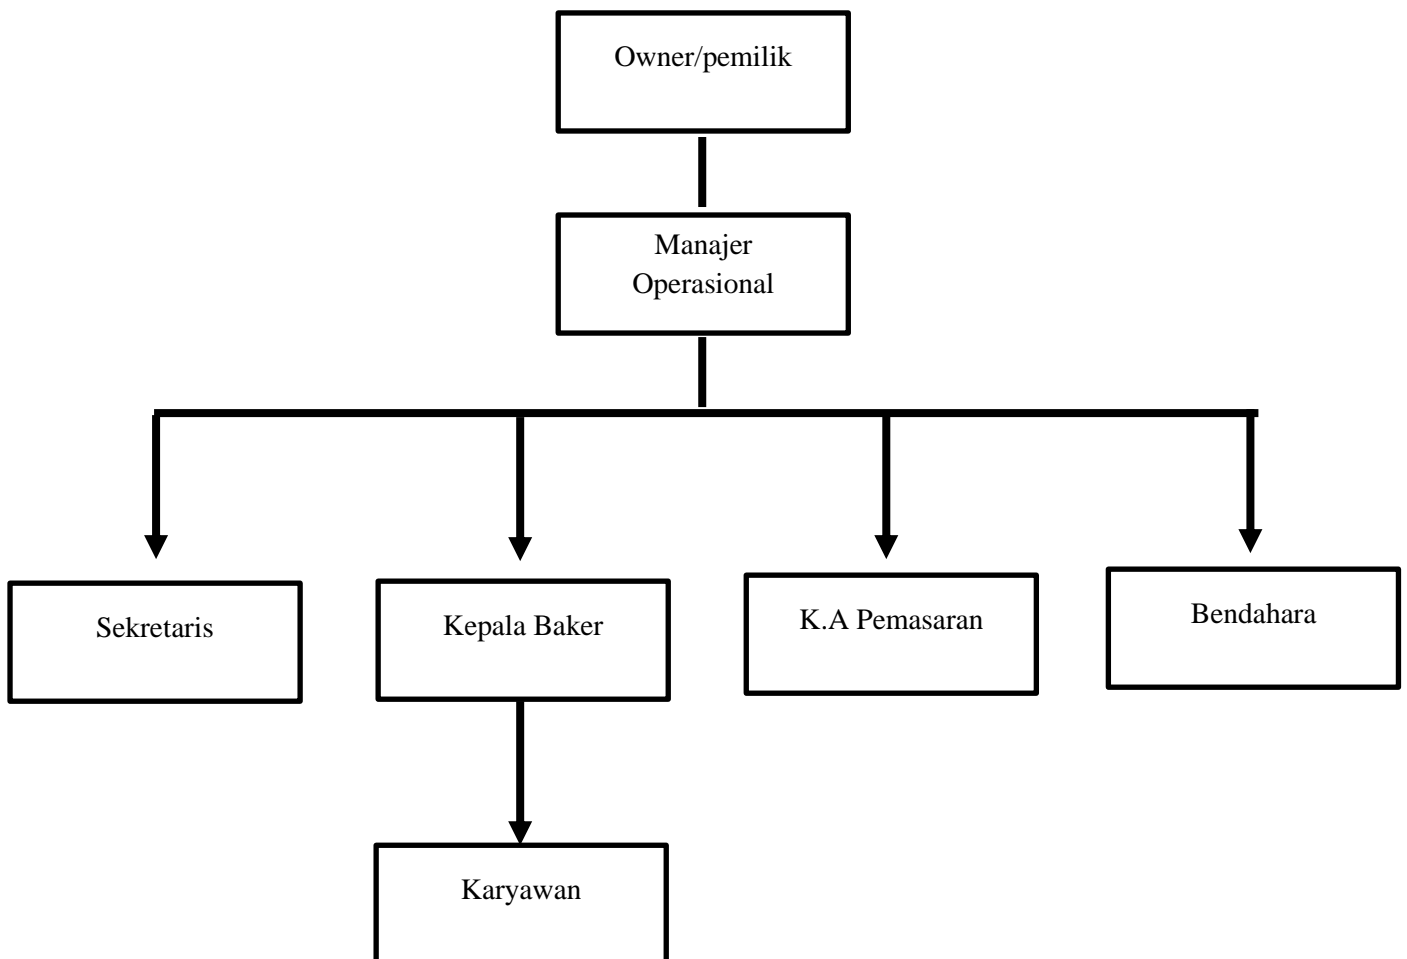 Owner/pemilik
Manajer
Operasional
Sekretaris
Kepala Baker
K.A Pemasaran
Bendahara
Karyawan